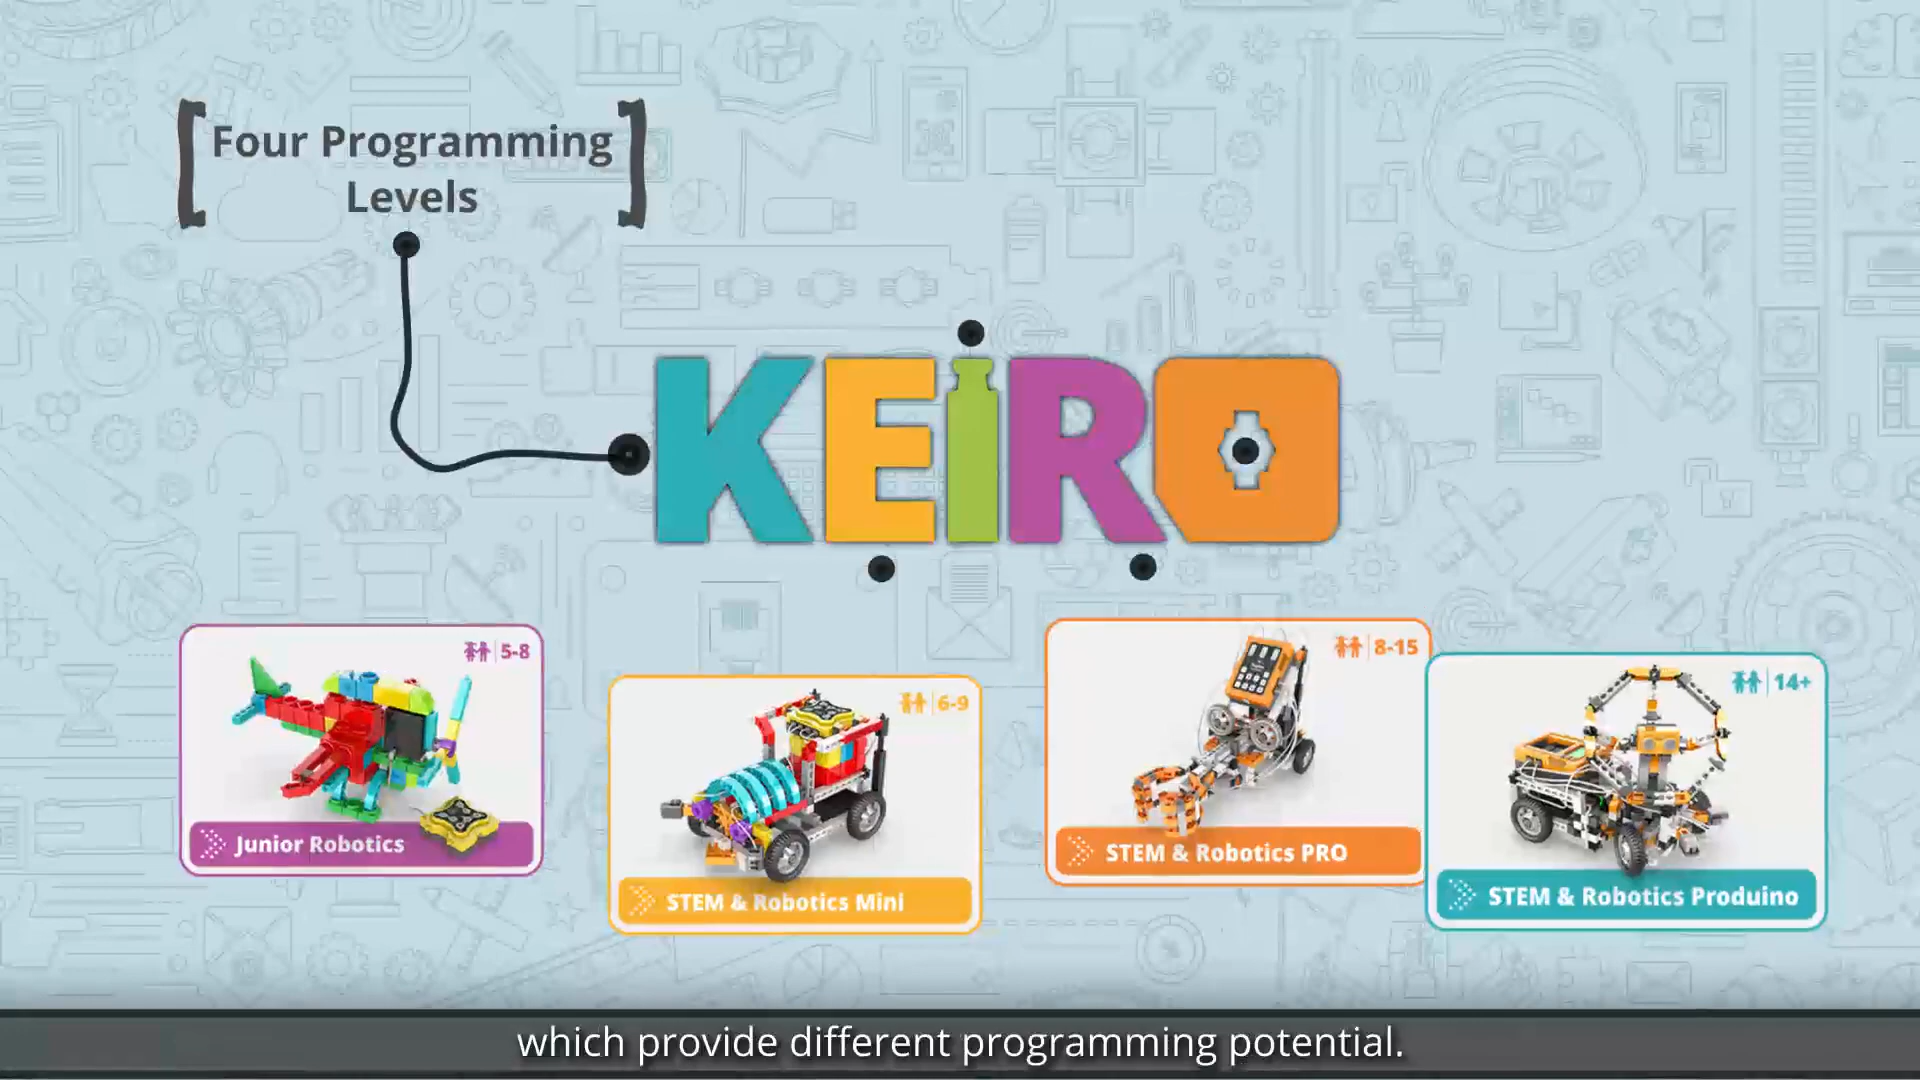 Four Programming
Levels
KEiRO
5-8
Junior Robotics
6-9
STEM & Robotics Mini
8-15
STEM & Robotics PRO
14+
STEM & Robotics Produino
which provide different programming potential.